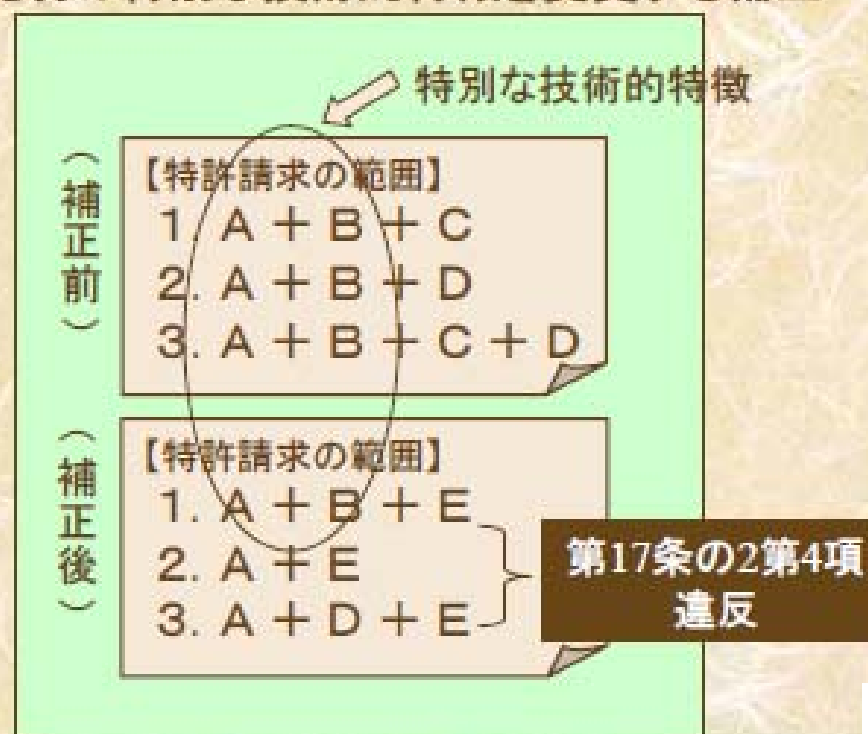 特別な技術的特徴
（補正前）
【特許請求の範囲】
1. A + B + C
2. A + B + D
3. A + B + C + D
（補正後）
【特許請求の範囲】
1. A + B + E
2. A + E
3. A + D + E
第17条の2第4項
違反